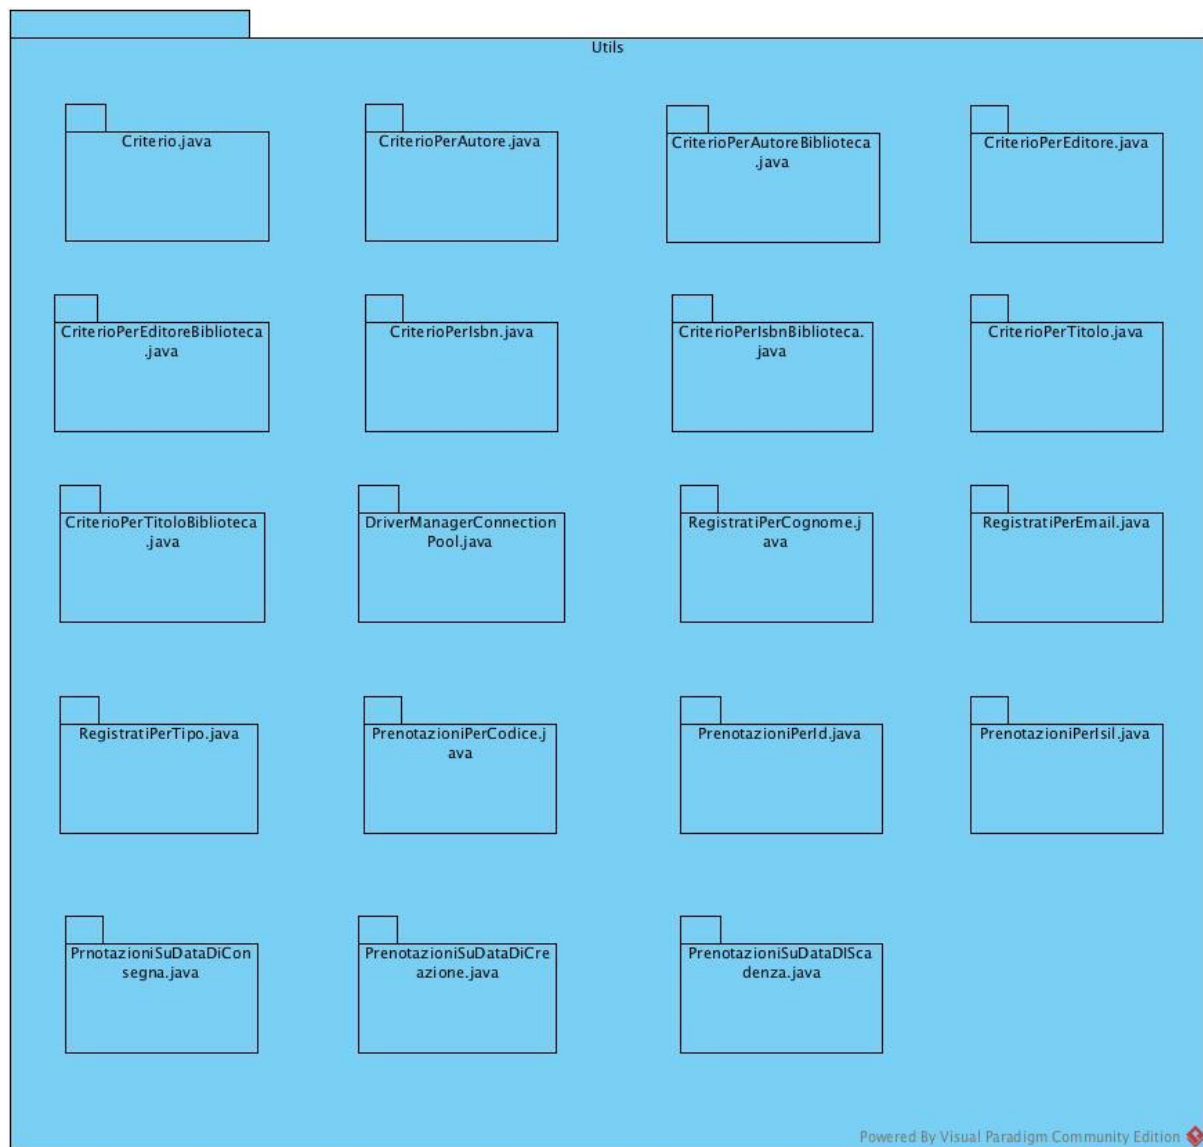 Utils
Criterio.java
CriterioPerAutore.java
CriterioPerAutoreBiblioteca
.java
CriterioPerEditore.java
CriterioPerEditoreBiblioteca
.java
CriterioPerIsbn.java
CriterioPerIsbnBiblioteca.
java
CriterioPerTitolo.java
CriterioPerTitoloBiblioteca
.java
DriverManagerConnection
Pool.java
RegistratiPerCognome.j
ava
RegistratiPerEmail.java
RegistratiPerTipo.java
PrenotazioniPerCodice.j
ava
PrenotazioniPerId.java
PrenotazioniPerIsil.java
PrnotazioniSuDataDiCon
segna.java
PrenotazioniSuDataDiCre
azione.java
PrenotazioniSuDataDISca
denza.java
Powered By Visual Paradigm Community Edition